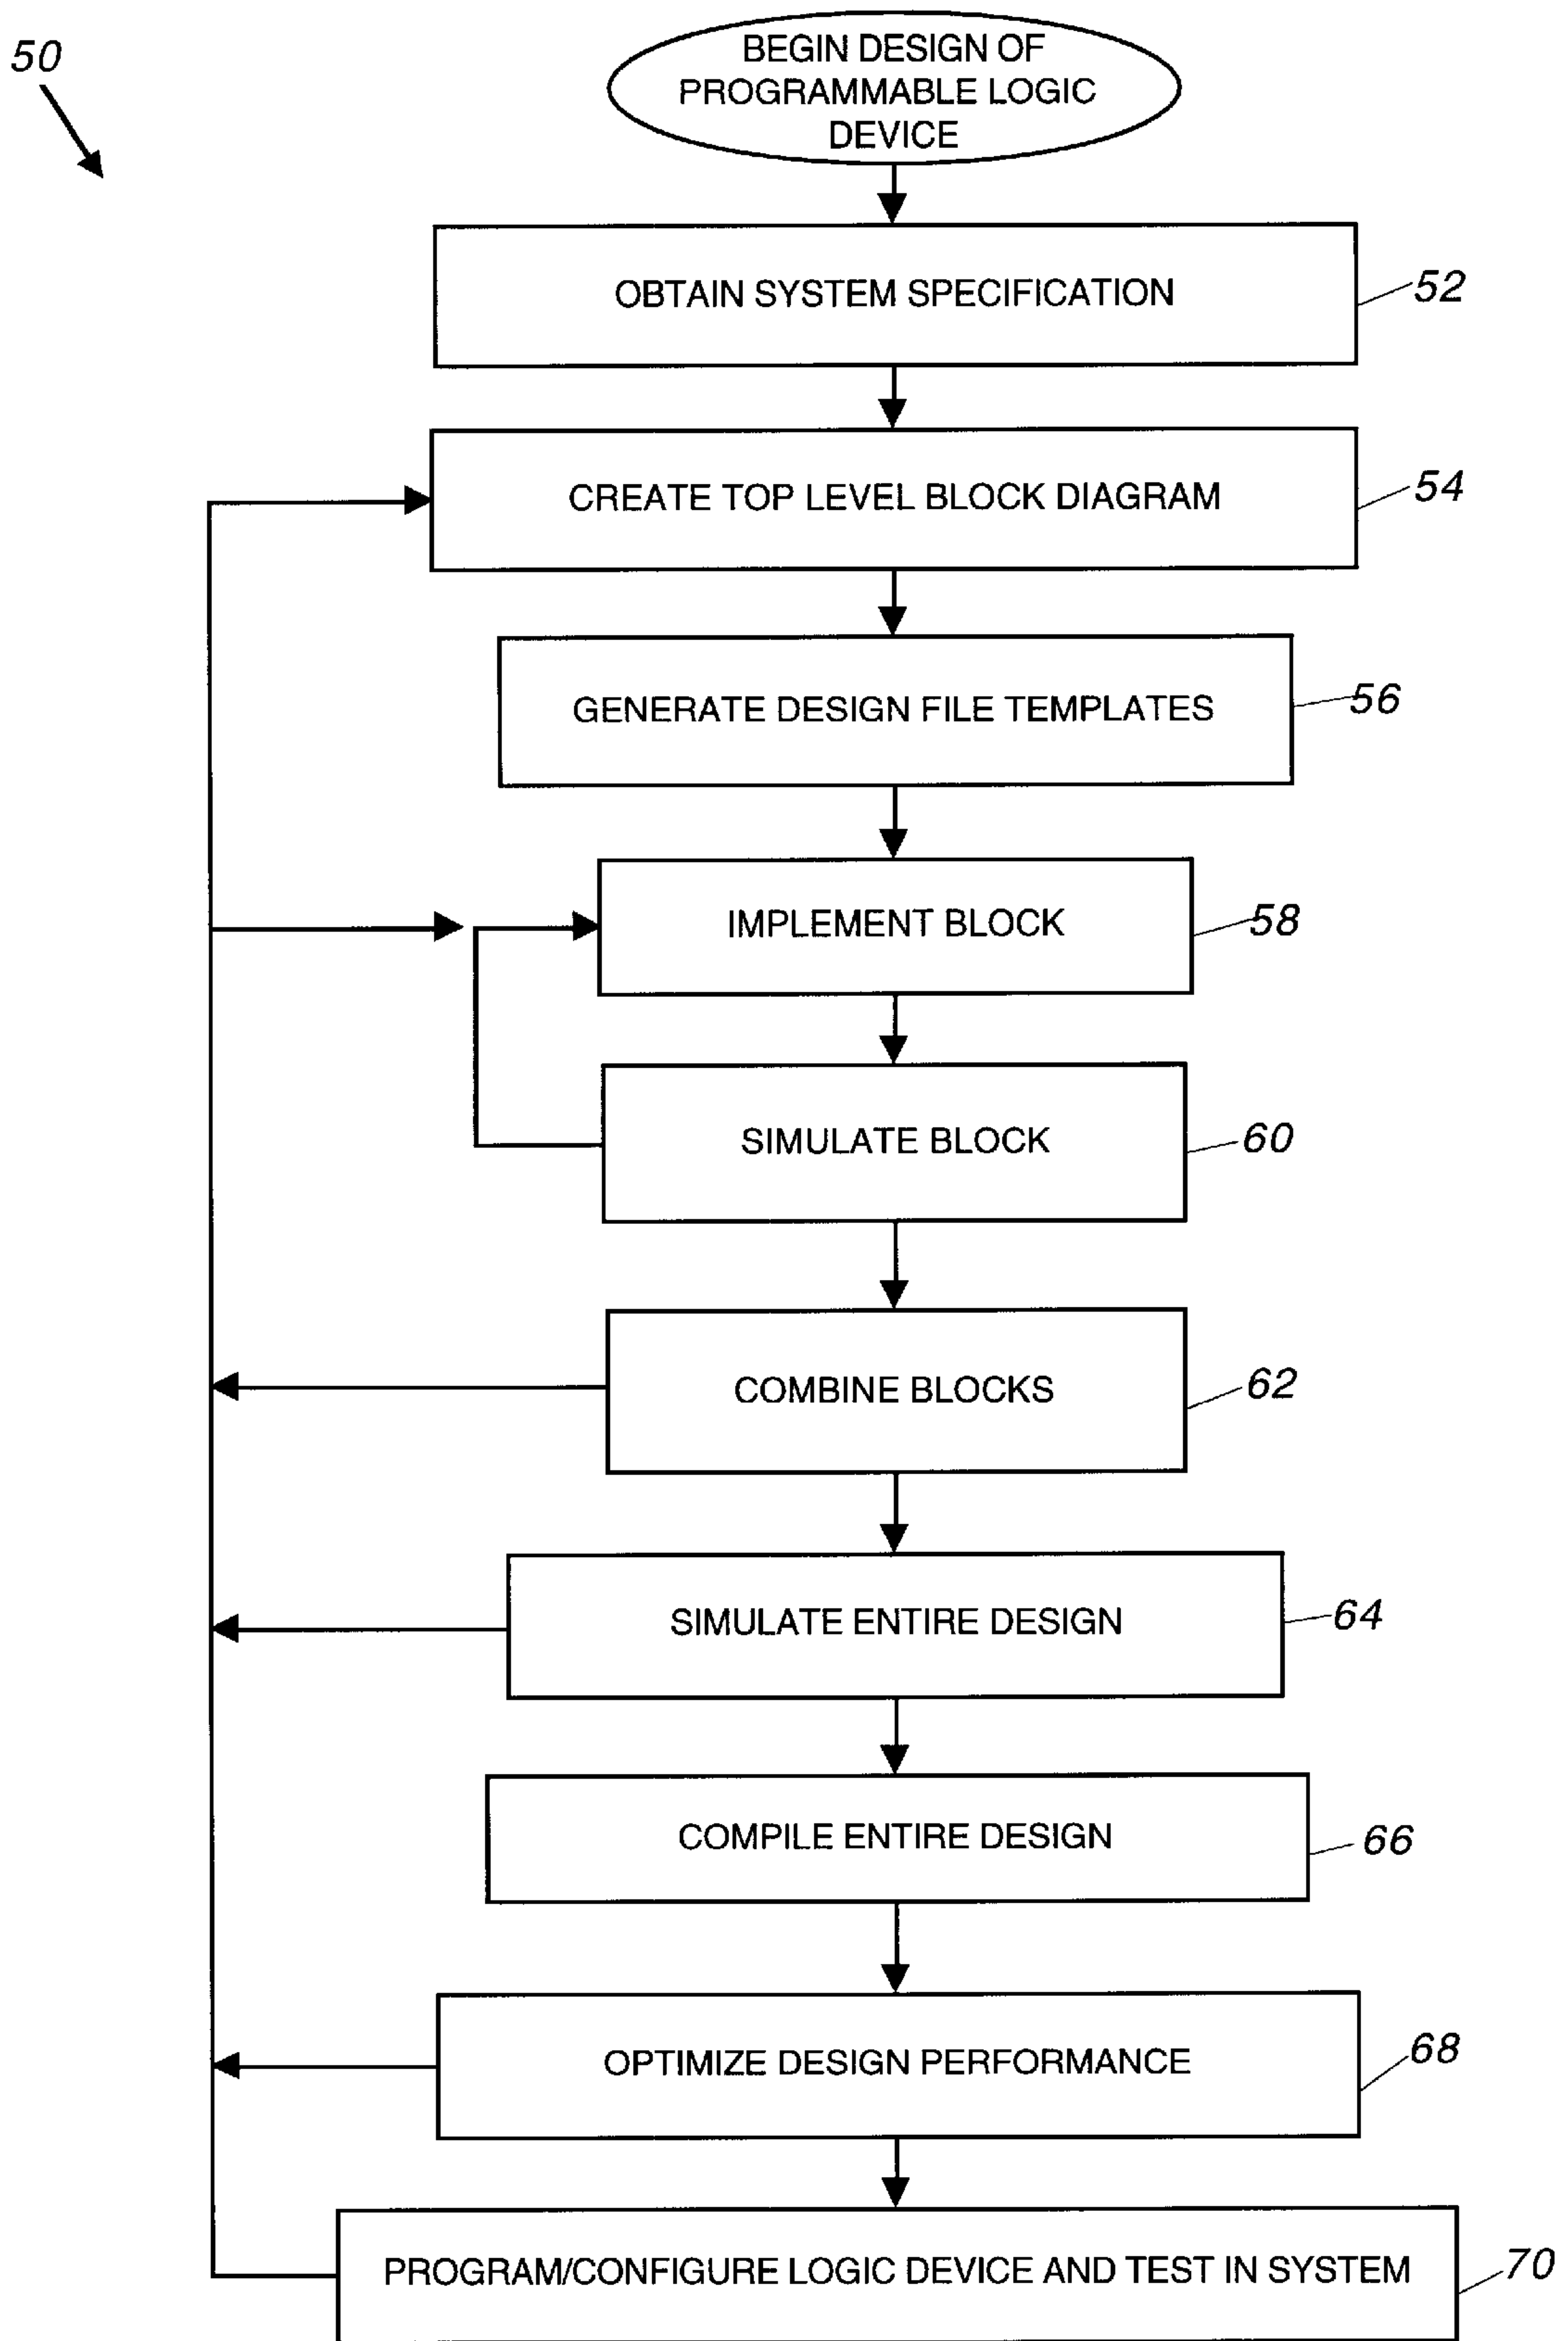 50
BEGIN DESIGN OF
PROGRAMMABLE LOGIC
DEVICE
OBTAIN SYSTEM SPECIFICATION
52
CREATE TOP LEVEL BLOCK DIAGRAM
54
GENERATE DESIGN FILE TEMPLATES
56
IMPLEMENT BLOCK
58
SIMULATE BLOCK
60
COMBINE BLOCKS
62
SIMULATE ENTIRE DESIGN
64
COMPILE ENTIRE DESIGN
66
OPTIMIZE DESIGN PERFORMANCE
68
PROGRAM/CONFIGURE LOGIC DEVICE AND TEST IN SYSTEM
70